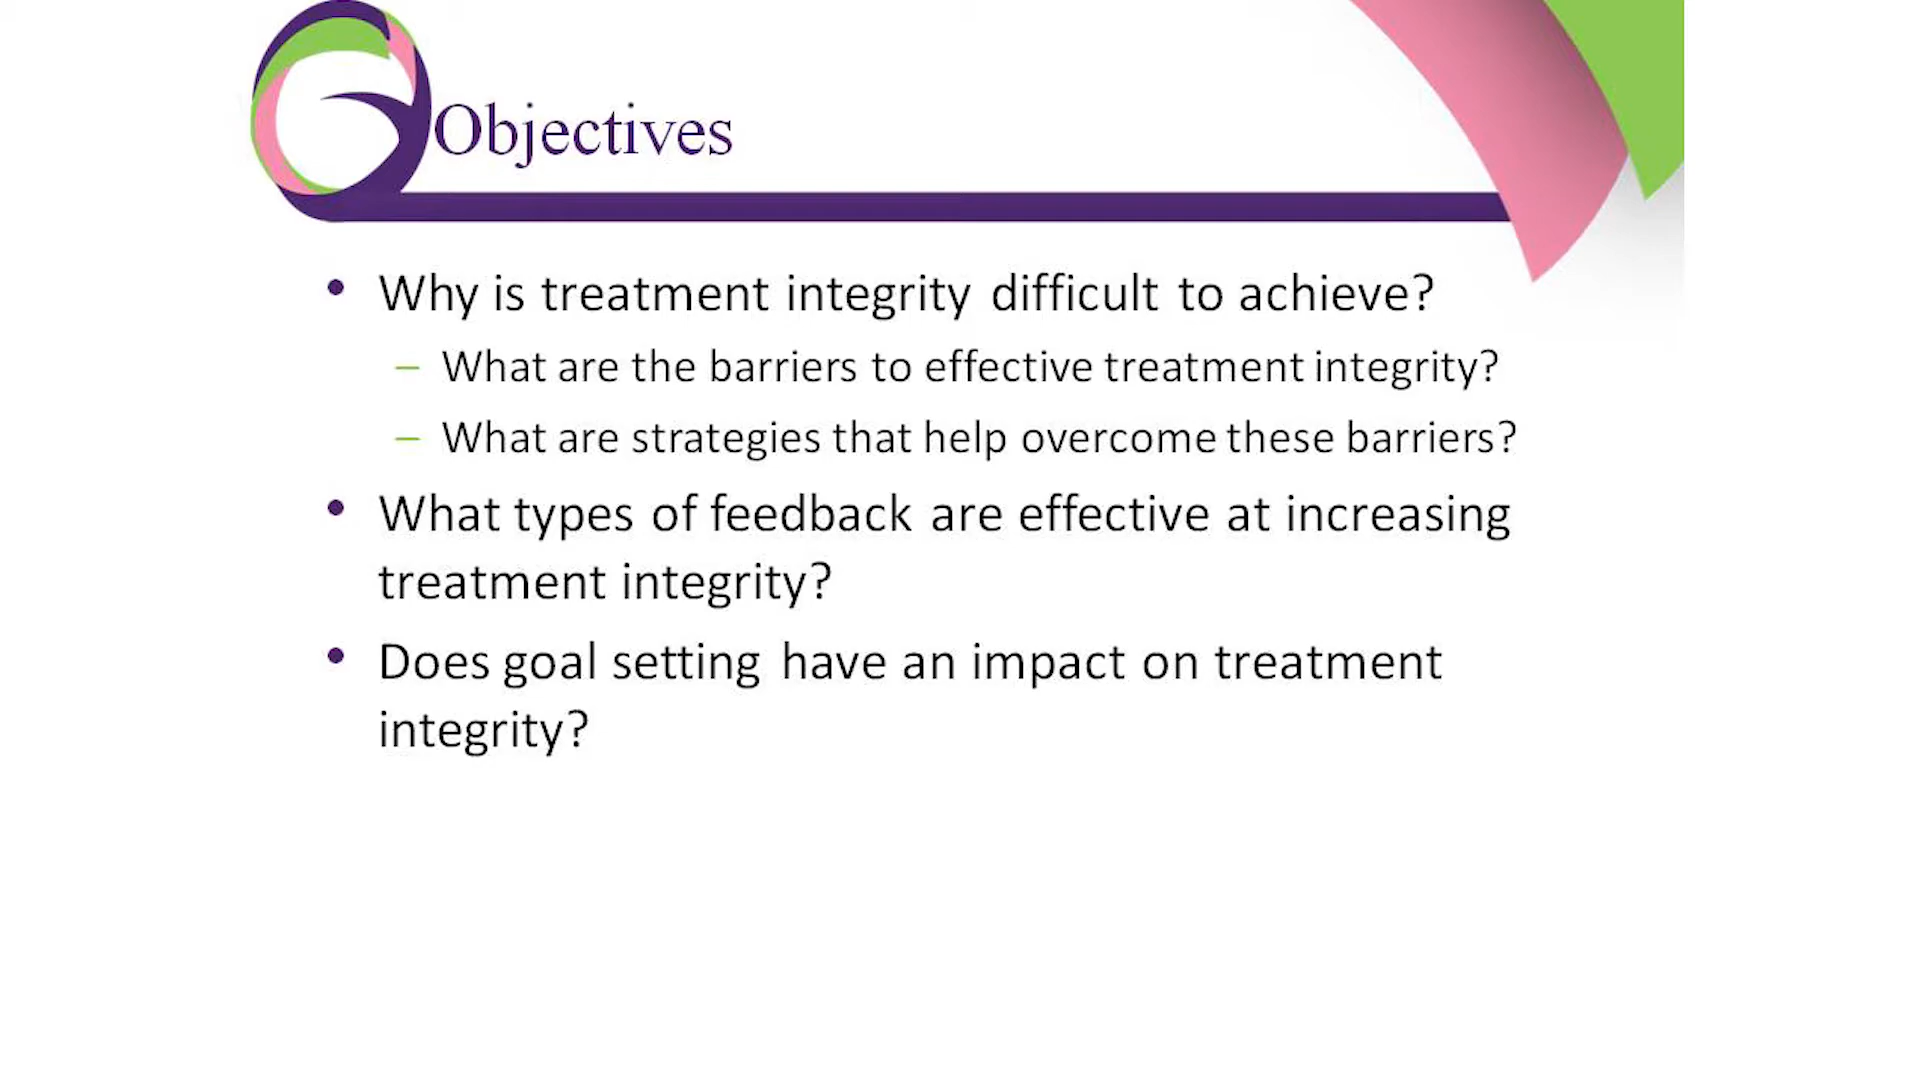 Objectives
• Why is treatment integrity difficult to achieve?
– What are the barriers to effective treatment integrity?
– What are strategies that help overcome these barriers?
• What types of feedback are effective at increasing
treatment integrity?
• Does goal setting have an impact on treatment
integrity?